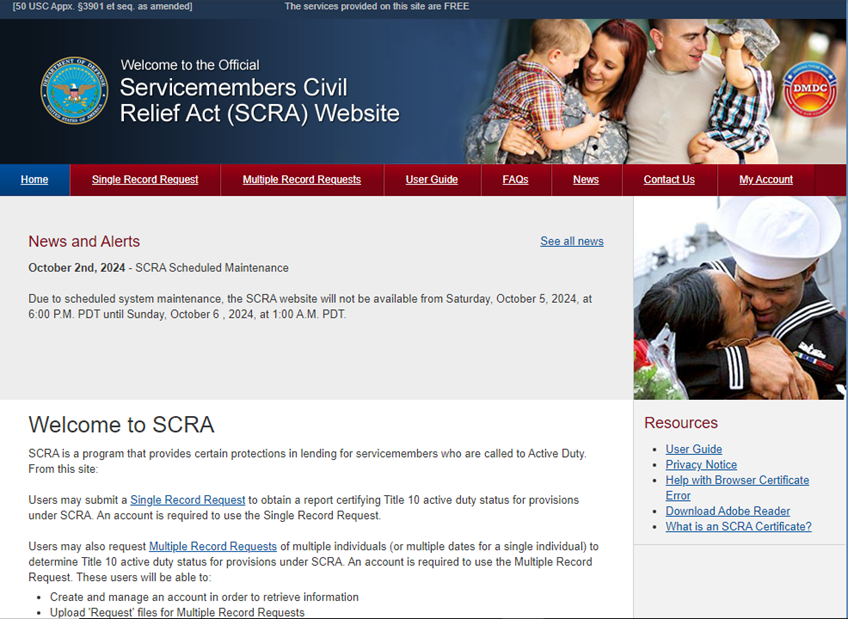 [50 USC Appx. §3901 et seq. as amended]
The services provided on this site are FREE
DEPARTMENT OF DEFENSE
UNITED STATES OF AMERICA
Welcome to the Official
Servicemembers Civil
Relief Act (SCRA) Website
DMDC
Home
Single Record Request
Multiple Record Requests
User Guide
FAQs
News
Contact Us
My Account
News and Alerts
See all news
October 2nd, 2024 - SCRA Scheduled Maintenance
Due to scheduled system maintenance, the SCRA website will not be available from Saturday, October 5, 2024, at
6:00 P.M. PDT until Sunday, October 6 , 2024, at 1:00 A.M. PDT.
Welcome to SCRA
SCRA is a program that provides certain protections in lending for servicemembers who are called to Active Duty.
From this site:
Users may submit a Single Record Request to obtain a report certifying Title 10 active duty status for provisions
under SCRA. An account is required to use the Single Record Request.
Users may also request Multiple Record Requests of multiple individuals (or multiple dates for a single individual) to
determine Title 10 active duty status for provisions under SCRA. An account is required to use the Multiple Record
Request. These users will be able to:
• Create and manage an account in order to retrieve information
• Upload 'Request' files for Multiple Record Requests
Resources
• User Guide
• Privacy Notice
• Help with Browser Certificate
Error
• Download Adobe Reader
• What is an SCRA Certificate?